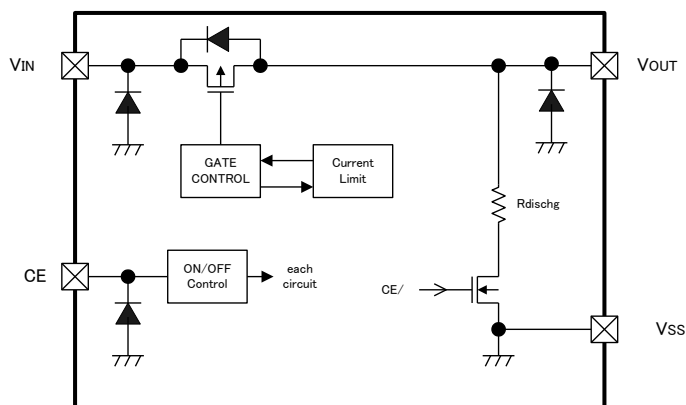 VIN
VOUT
GATE
CONTROL
Current
Limit
Rdischg
CE
ON/OFF
Control
each
circuit
CE/
VSS